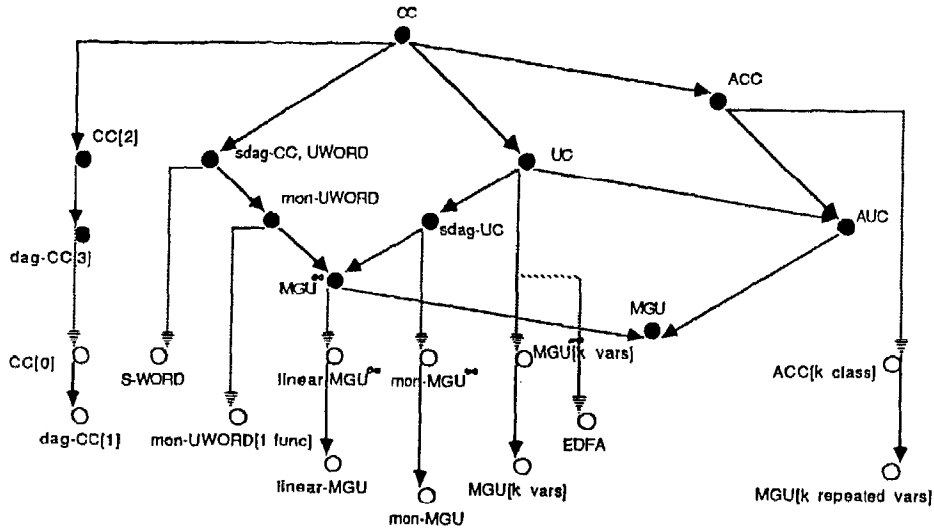 CC
ACC
CC[2]
sdag-CC, UWORD
UC
mon-UWORD
sdag-UC
AUC
dag-CC[3]
MGU∞
MGU
CC[0]
S-WORD
linear-MGU∞
mon-MGU∞
MGU∞[k vars]
ACC[k class]
dag-CC[1]
mon-UWORD[1 func]
EDFA
linear-MGU
MGU[k vars]
MGU[k repeated vars]
mon-MGU